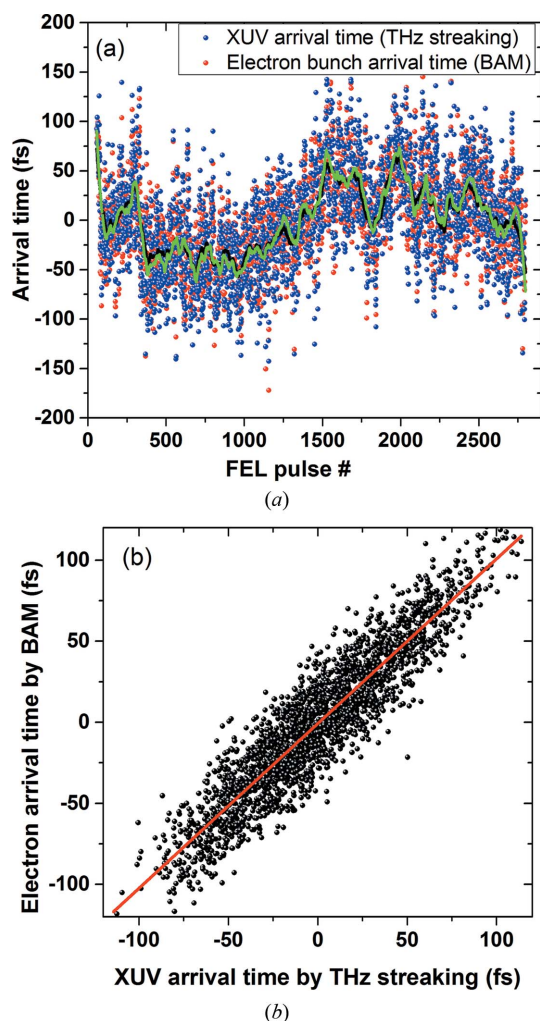 (a)
XUV arrival time (THz streaking)
Electron bunch arrival time (BAM)
200
150
100
50
0
-50
-100
-150
-200
Arrival time (fs)
0 500 1000 1500 2000 2500
FEL pulse #
(a)
(b)
100
50
0
-50
-100
Electron arrival time by BAM (fs)
-100 -50 0 50 100
XUV arrival time by THz streaking (fs)
(b)